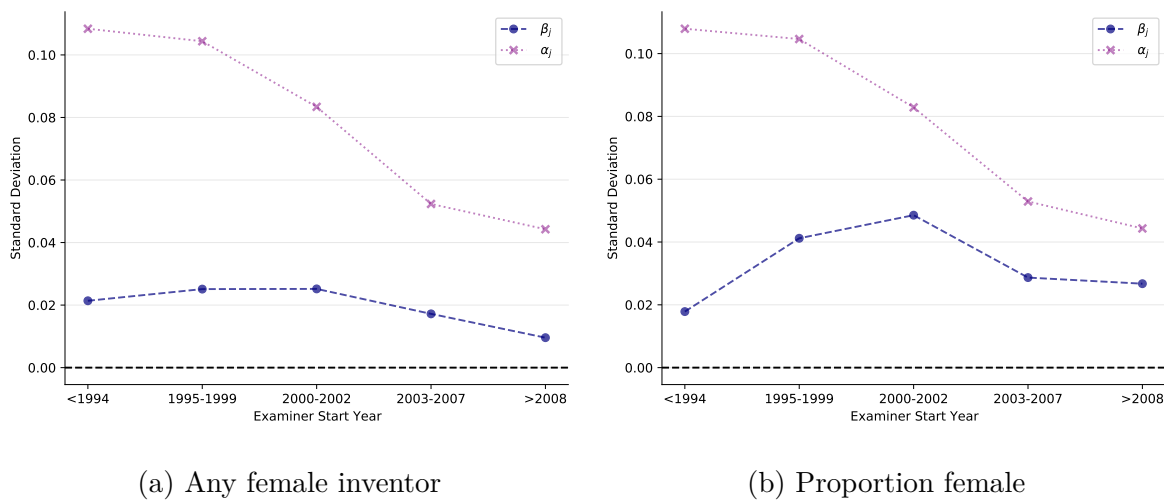 βj
αj
0.10
0.08
0.06
0.04
0.02
0.00
Standard Deviation
<1994 1995-1999 2000-2002 2003-2007 >2008
Examiner Start Year
(a) Any female inventor
βj
αj
0.10
0.08
0.06
0.04
0.02
0.00
Standard Deviation
<1994 1995-1999 2000-2002 2003-2007 >2008
Examiner Start Year
(b) Proportion female